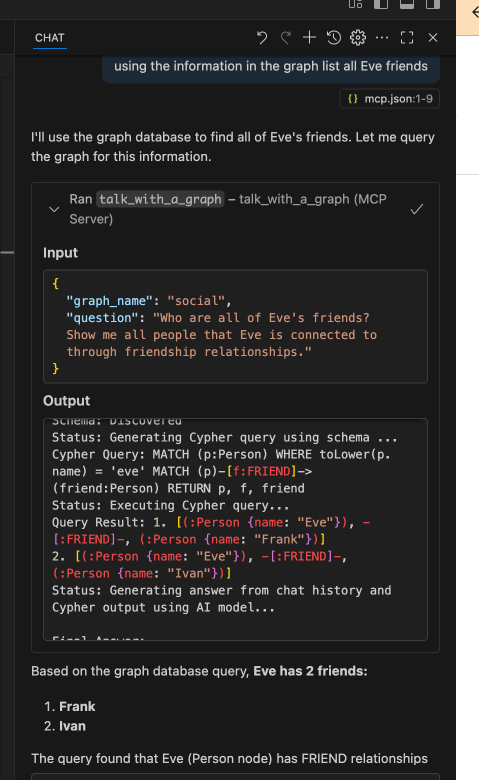 CHAT
using the information in the graph list all Eve friends
{} mcp.json:1-9
I'll use the graph database to find all of Eve's friends. Let me query
the graph for this information.
Ran talk_with_a_graph – talk_with_a_graph (MCP
Server)
Input
{
"graph_name": "social",
"question": "Who are all of Eve's friends?
Show me all people that Eve is connected to
through friendship relationships."
}
Output
Schema: Discovered
Status: Generating Cypher query using schema ...
Cypher Query: MATCH (p:Person) WHERE toLower(p.
name) = 'eve' MATCH (p)-[f:FRIEND]->
(friend:Person) RETURN p, f, friend
Status: Executing Cypher query...
Query Result: 1. [(:Person {name: "Eve"}), -
[:FRIEND]-, (:Person {name: "Frank"})]
2. [(:Person {name: "Eve"}), -[:FRIEND]-,
(:Person {name: "Ivan"})]
Status: Generating answer from chat history and
Cypher output using AI model...
Final Answer:
Based on the graph database query, Eve has 2 friends:
1. Frank
2. Ivan
The query found that Eve (Person node) has FRIEND relationships